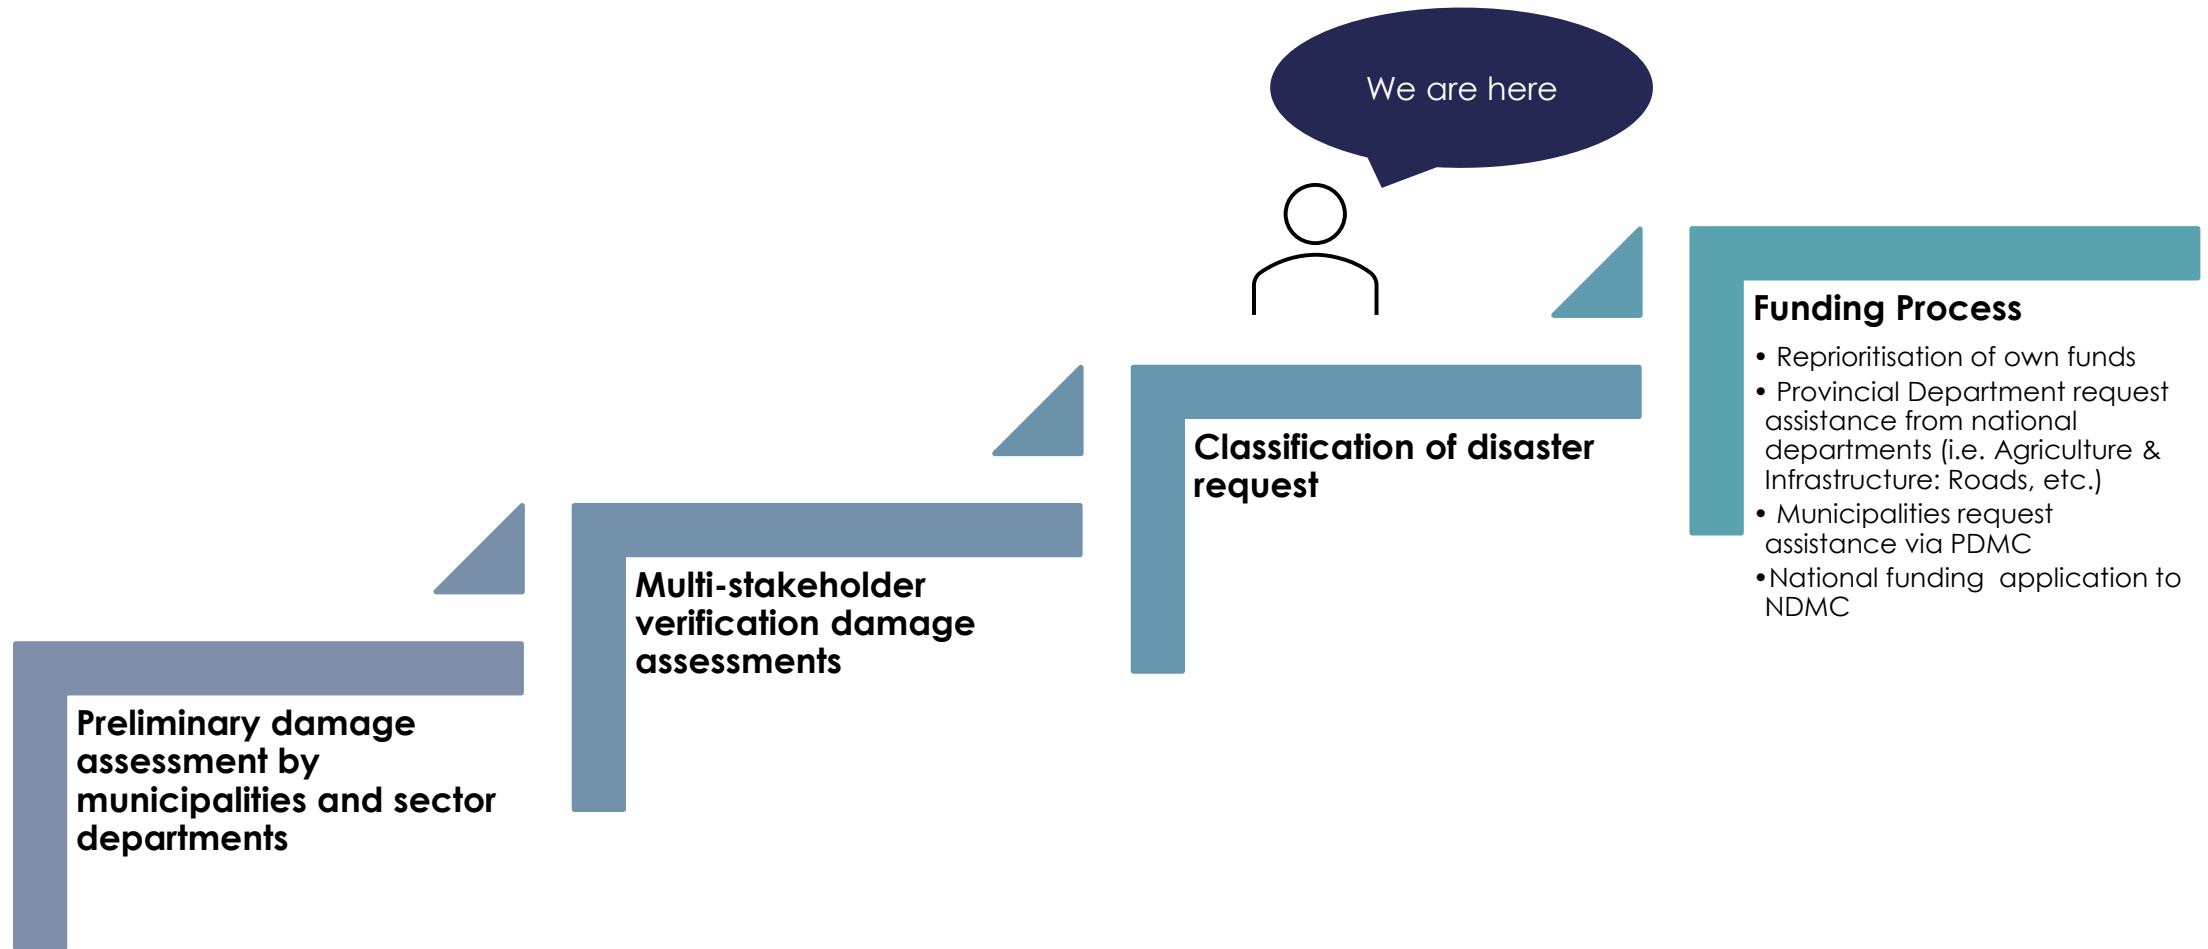 We are here
Preliminary damage
assessment by
municipalities and sector
departments
Multi-stakeholder
verification damage
assessments
Classification of disaster
request
Funding Process
• Reprioritisation of own funds
• Provincial Department request
assistance from national
departments (i.e. Agriculture &
Infrastructure: Roads, etc.)
• Municipalities request
assistance via PDMC
•National funding  application to
NDMC